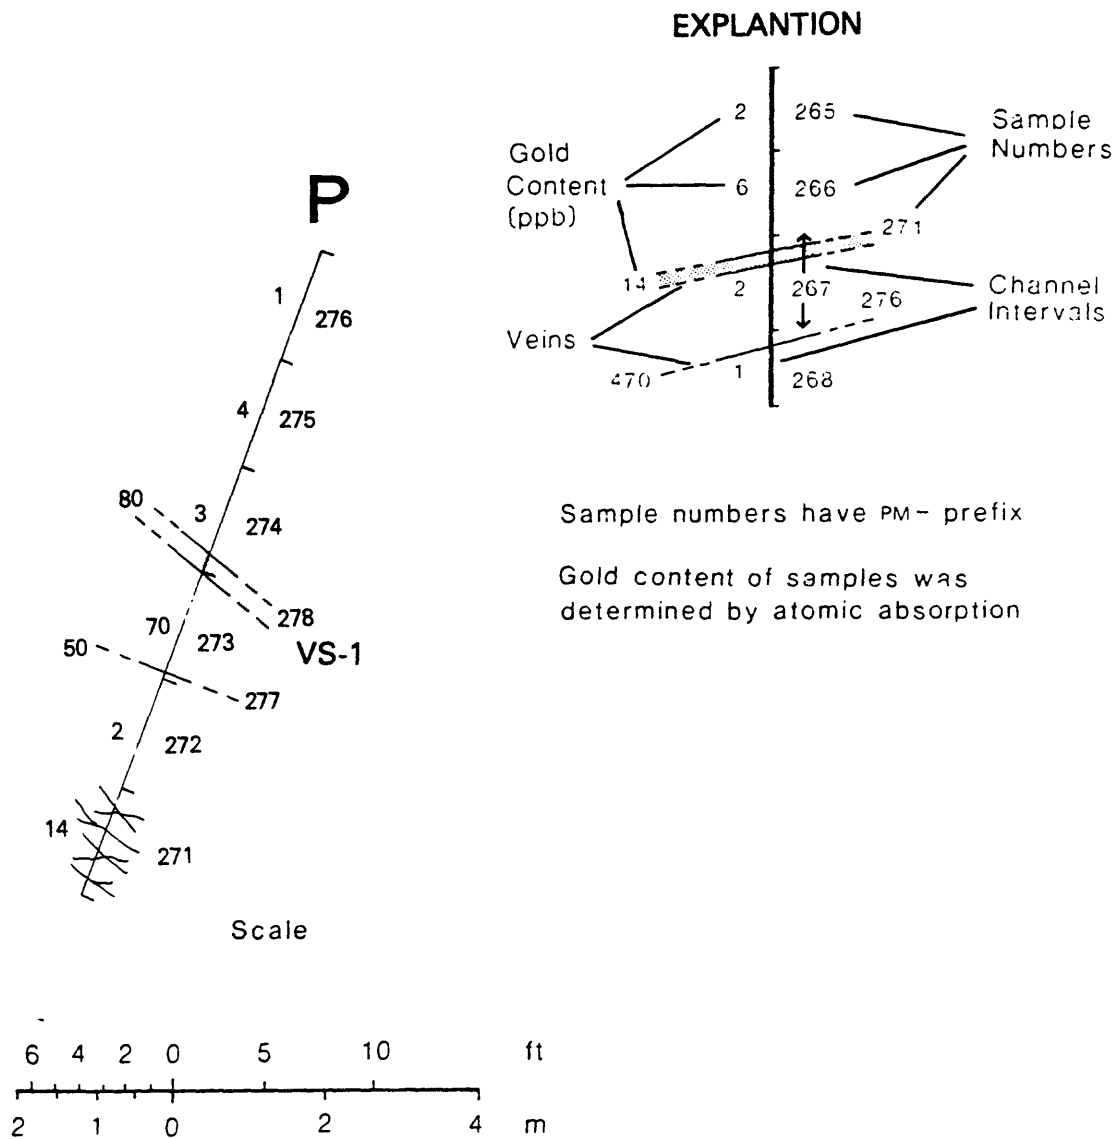 EXPLANTION
2 265
Sample
Numbers
Gold
Content
(ppb)
6 266
271
14
2 267
276
Channel
Intervals
Veins
470
1 268
P
1
276
4
275
80
3
274
278
VS-1
70
273
50
277
2
272
14
271
Sample numbers have PM- prefix
Gold content of samples was
determined by atomic absorption
Scale
6 4 2 0 5 10 ft
2 1 0 2 4 m